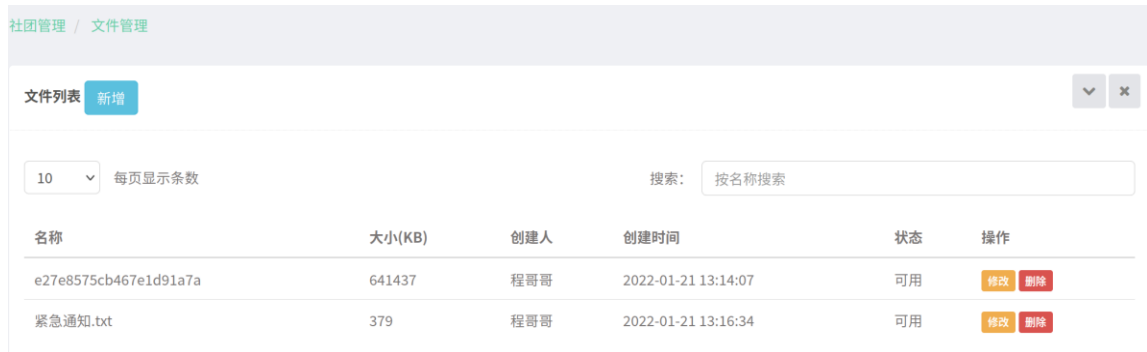 社团管理 / 文件管理
文件列表 新增
10 每页显示条数 搜索: 按名称搜索
名称 大小(KB) 创建人 创建时间 状态 操作
e27e8575cb467e1d91a7a 641437 程哥哥 2022-01-21 13:14:07 可用 修改 删除
紧急通知.txt 379 程哥哥 2022-01-21 13:16:34 可用 修改 删除